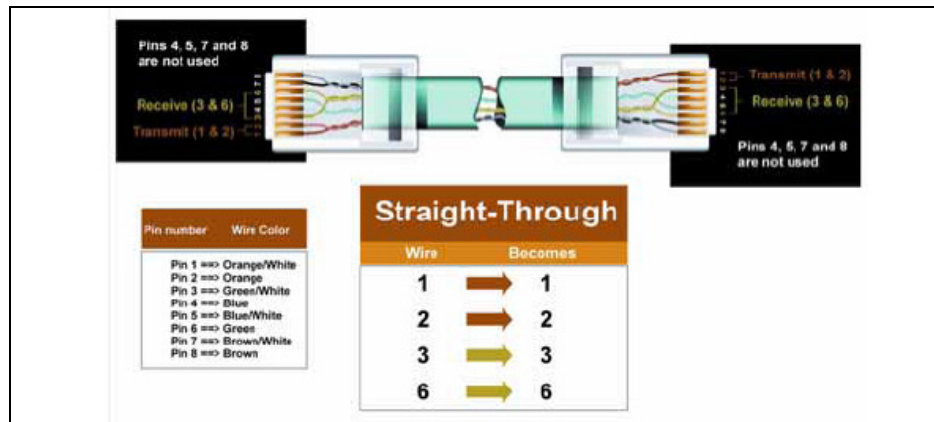 Pins 4, 5, 7 and 8
are not used
Receive (3 & 6)
Transmit (1 & 2)
Transmit (1 & 2)
Receive (3 & 6)
Pins 4, 5, 7 and 8
are not used
Pin number Wire Color
Pin 1 ==> Orange/White
Pin 2 ==> Orange
Pin 3 ==> Green/White
Pin 4 ==> Blue
Pin 5 ==> Blue/White
Pin 6 ==> Green
Pin 7 ==> Brown/White
Pin 8 ==> Brown
Straight-Through
Wire Becomes
1 1
2 2
3 3
6 6